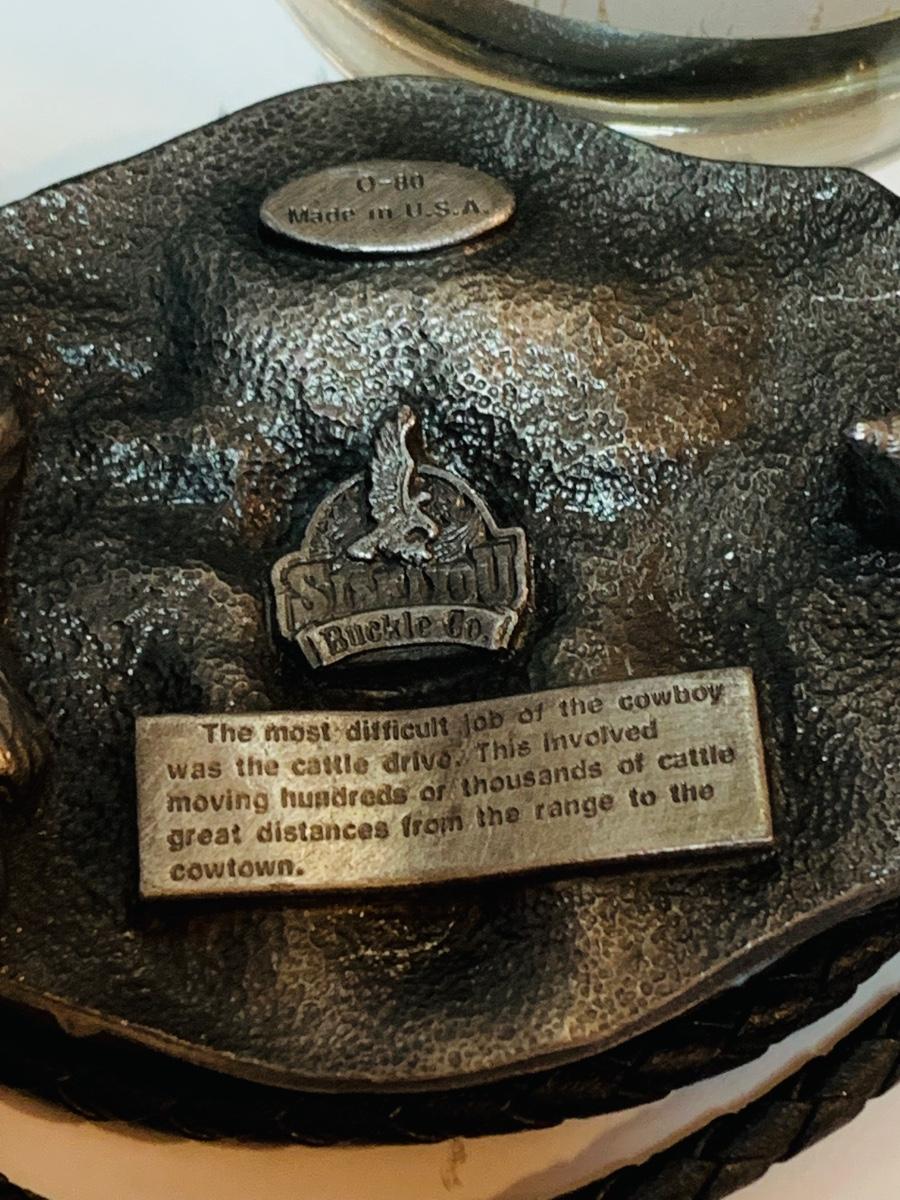 O-80
Made in U.S.A.
SISKIYOU
Buckle Co.
The most difficult job of the cowboy
was the cattle drive. This involved
moving hundreds or thousands of cattle
great distances from the range to the
cowtown.